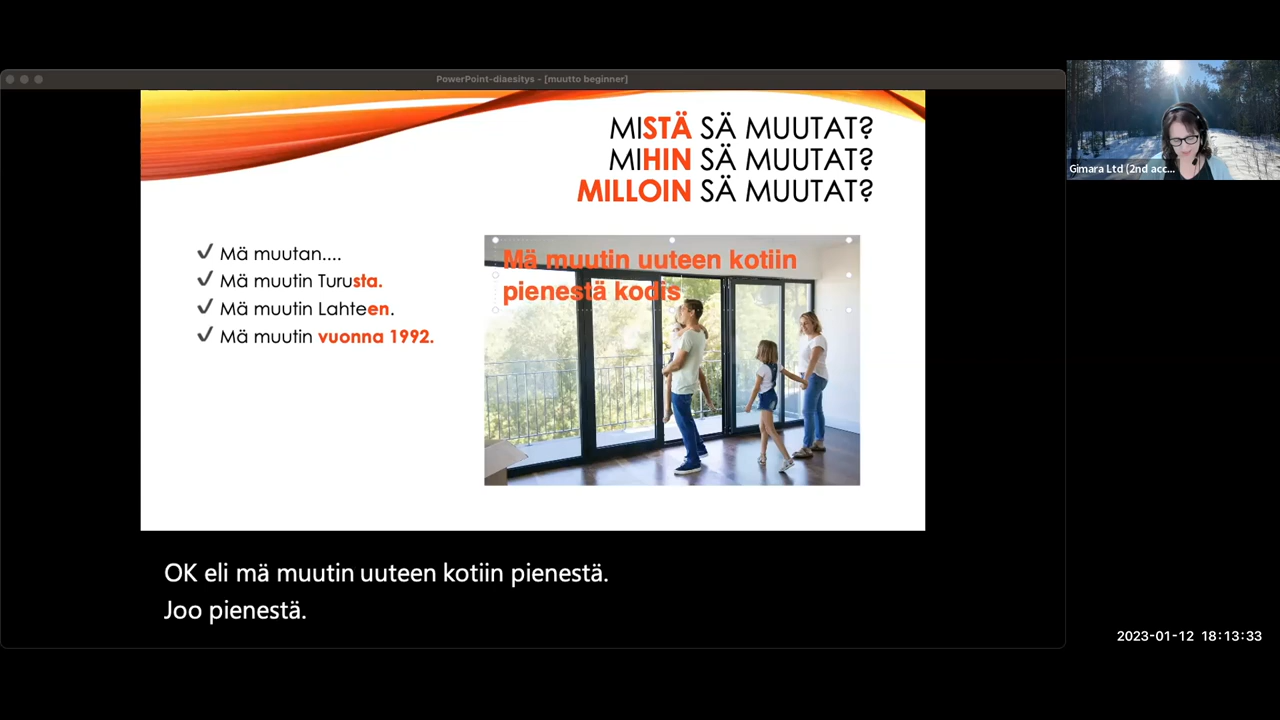 PowerPoint-diaesitys - [muutto beginner]
MISTÄ SÄ MUUTAT?
MIHIN SÄ MUUTAT?
MILLOIN SÄ MUUTAT?
Mä muutan....
Mä muutin Turusta.
Mä muutin Lahteen.
Mä muutin vuonna 1992.
Mä muutin uuteen kotiin
pienestä kodis
Gimara Ltd (2nd acc...
OK eli mä muutin uuteen kotiin pienestä.
Joo pienestä.
2023-01-12 18:13:33